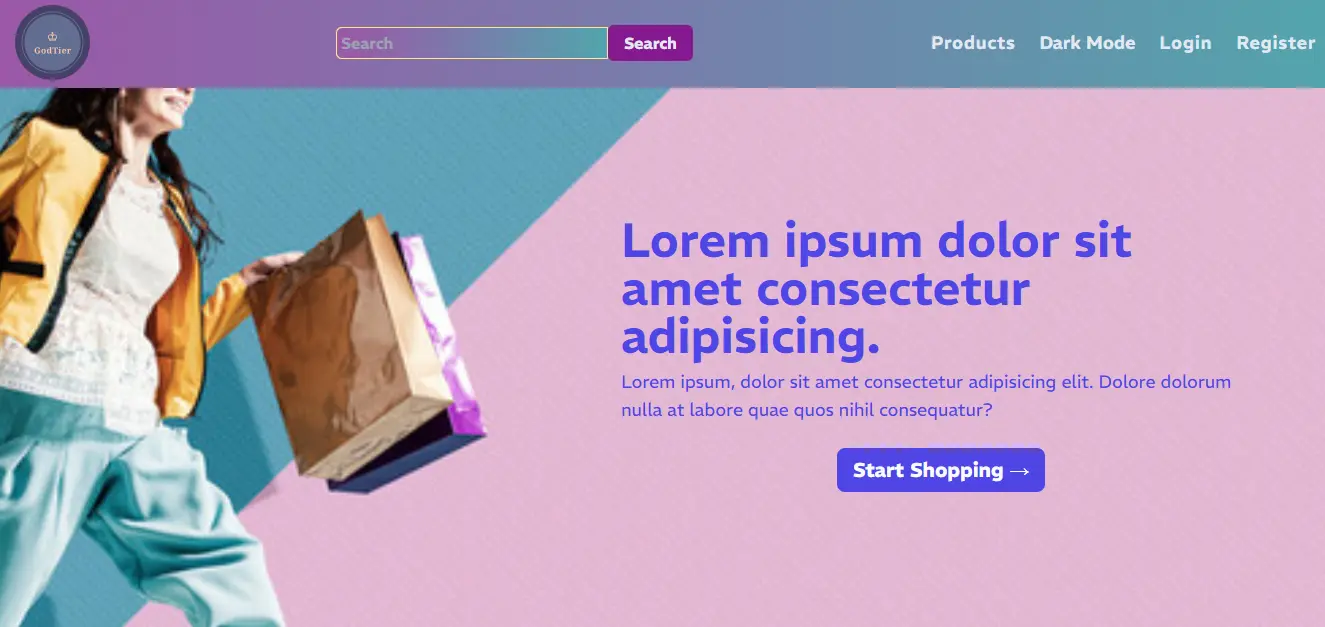 GodTier
Search
Search
Products
Dark Mode
Login
Register
Lorem ipsum dolor sit
amet consectetur
adipisicing.
Lorem ipsum, dolor sit amet consectetur adipisicing elit. Dolore dolorum
nulla at labore quae quos nihil consequatur?
Start Shopping →